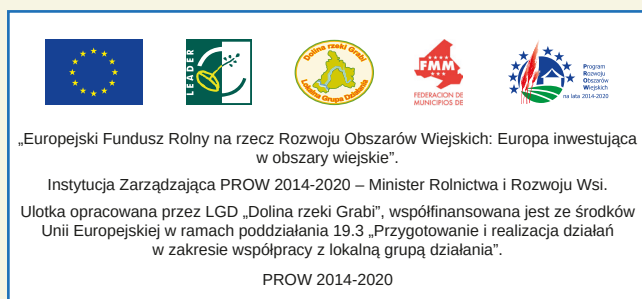 LEADER
Dolina rzeki Grabi
Lokalna Grupa Działania
FMM
FEDERACION DE
MUNICIPIOS DE
Program
Rozwoju
Obszarów
Wiejskich
na lata 2014-2020
„Europejski Fundusz Rolny na rzecz Rozwoju Obszarów Wiejskich: Europa inwestująca
w obszary wiejskie”.
Instytucja Zarządzająca PROW 2014-2020 – Minister Rolnictwa i Rozwoju Wsi.
Ulotka opracowana przez LGD „Dolina rzeki Grabi”, współfinansowana jest ze środków
Unii Europejskiej w ramach poddziałania 19.3 „Przygotowanie i realizacja działań
w zakresie współpracy z lokalną grupą działania”.
PROW 2014-2020